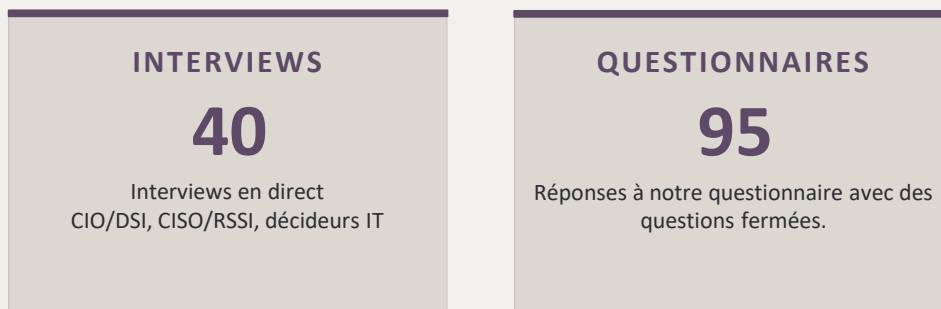 INTERVIEWS
40
Interviews en direct
CIO/DSI, CISO/RSSI, décideurs IT
QUESTIONNAIRES
95
Réponses à notre questionnaire avec des
questions fermées.